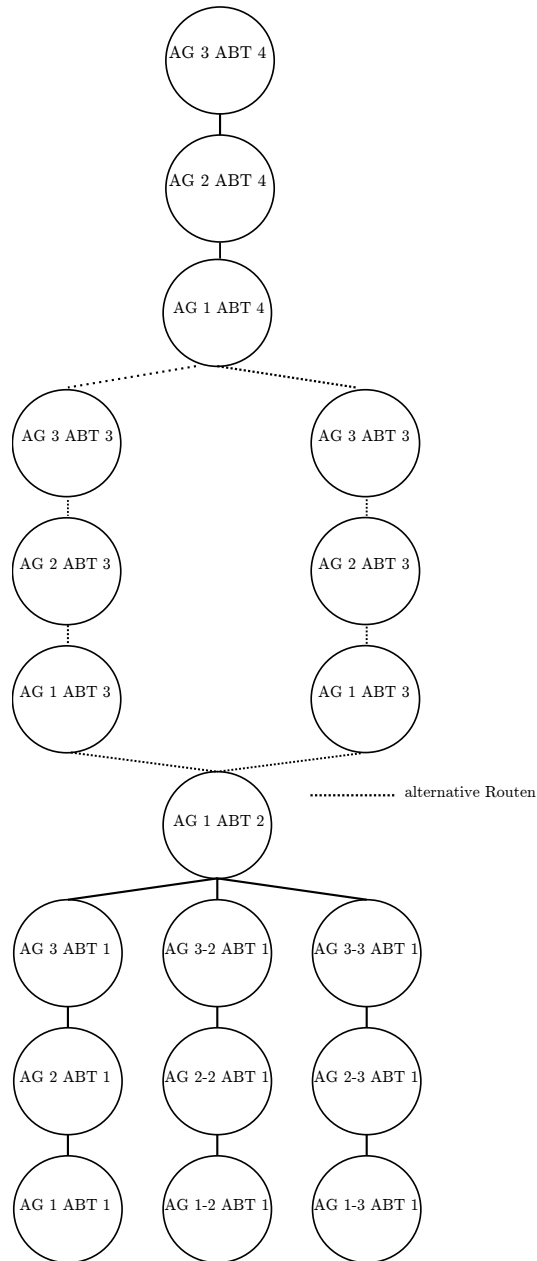 AG 3 ABT 4
AG 2 ABT 4
AG 1 ABT 4
AG 3 ABT 3
AG 3 ABT 3
AG 2 ABT 3
AG 2 ABT 3
AG 1 ABT 3
AG 1 ABT 3
alternative Routen
AG 1 ABT 2
AG 3 ABT 1
AG 3-2 ABT 1
AG 3-3 ABT 1
AG 2 ABT 1
AG 2-2 ABT 1
AG 2-3 ABT 1
AG 1 ABT 1
AG 1-2 ABT 1
AG 1-3 ABT 1